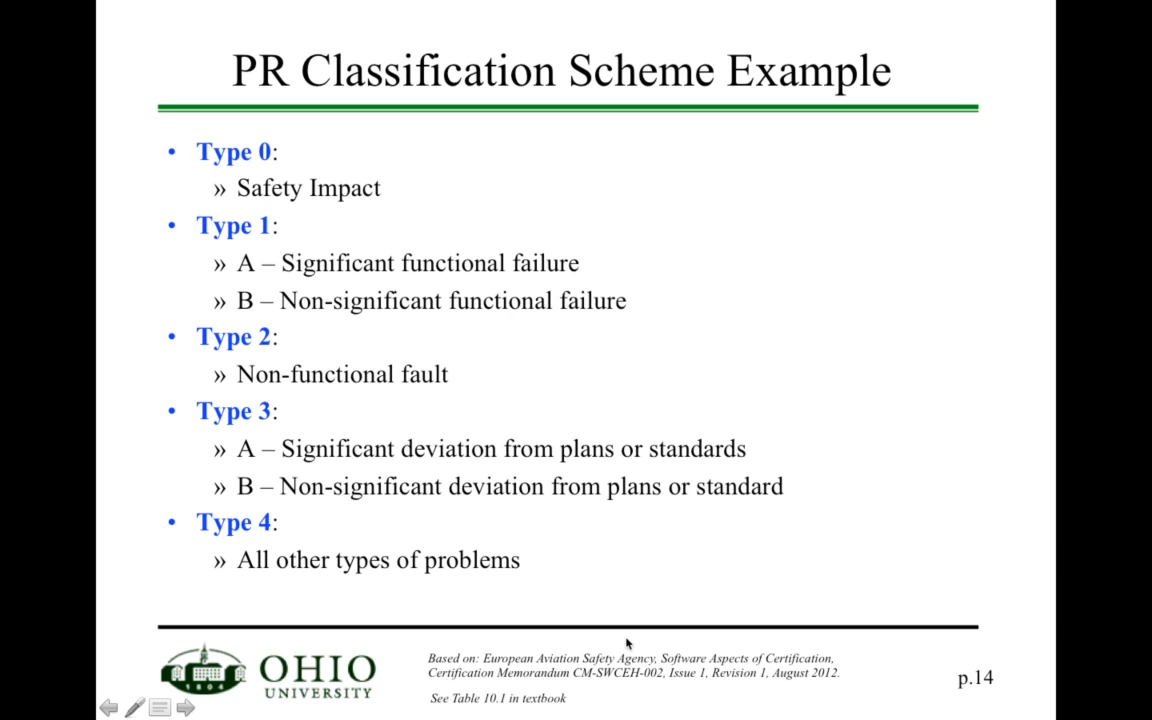 PR Classification Scheme Example
• Type 0:
» Safety Impact
• Type 1:
» A – Significant functional failure
» B – Non-significant functional failure
• Type 2:
» Non-functional fault
• Type 3:
» A – Significant deviation from plans or standards
» B – Non-significant deviation from plans or standard
• Type 4:
» All other types of problems
1804
OHIO
UNIVERSITY
Based on: European Aviation Safety Agency, Software Aspects of Certification,
Certification Memorandum CM-SWCEH-002, Issue 1, Revision 1, August 2012.
See Table 10.1 in textbook
p.14